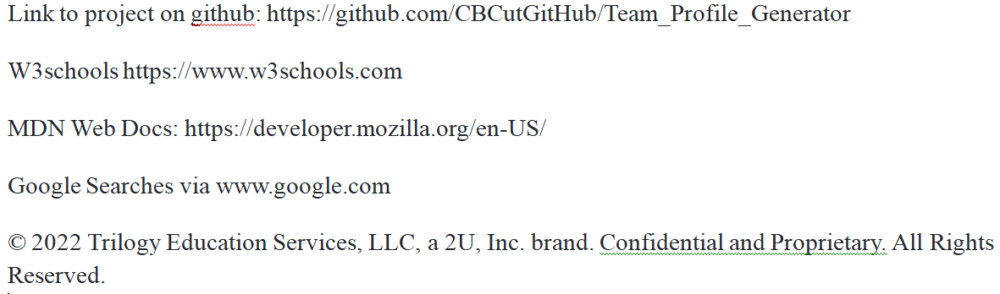 Link to project on github: https://github.com/CBCutGitHub/Team_Profile_Generator
W3schools https://www.w3schools.com
MDN Web Docs: https://developer.mozilla.org/en-US/
Google Searches via www.google.com
© 2022 Trilogy Education Services, LLC, a 2U, Inc. brand. Confidential and Proprietary. All Rights
Reserved.